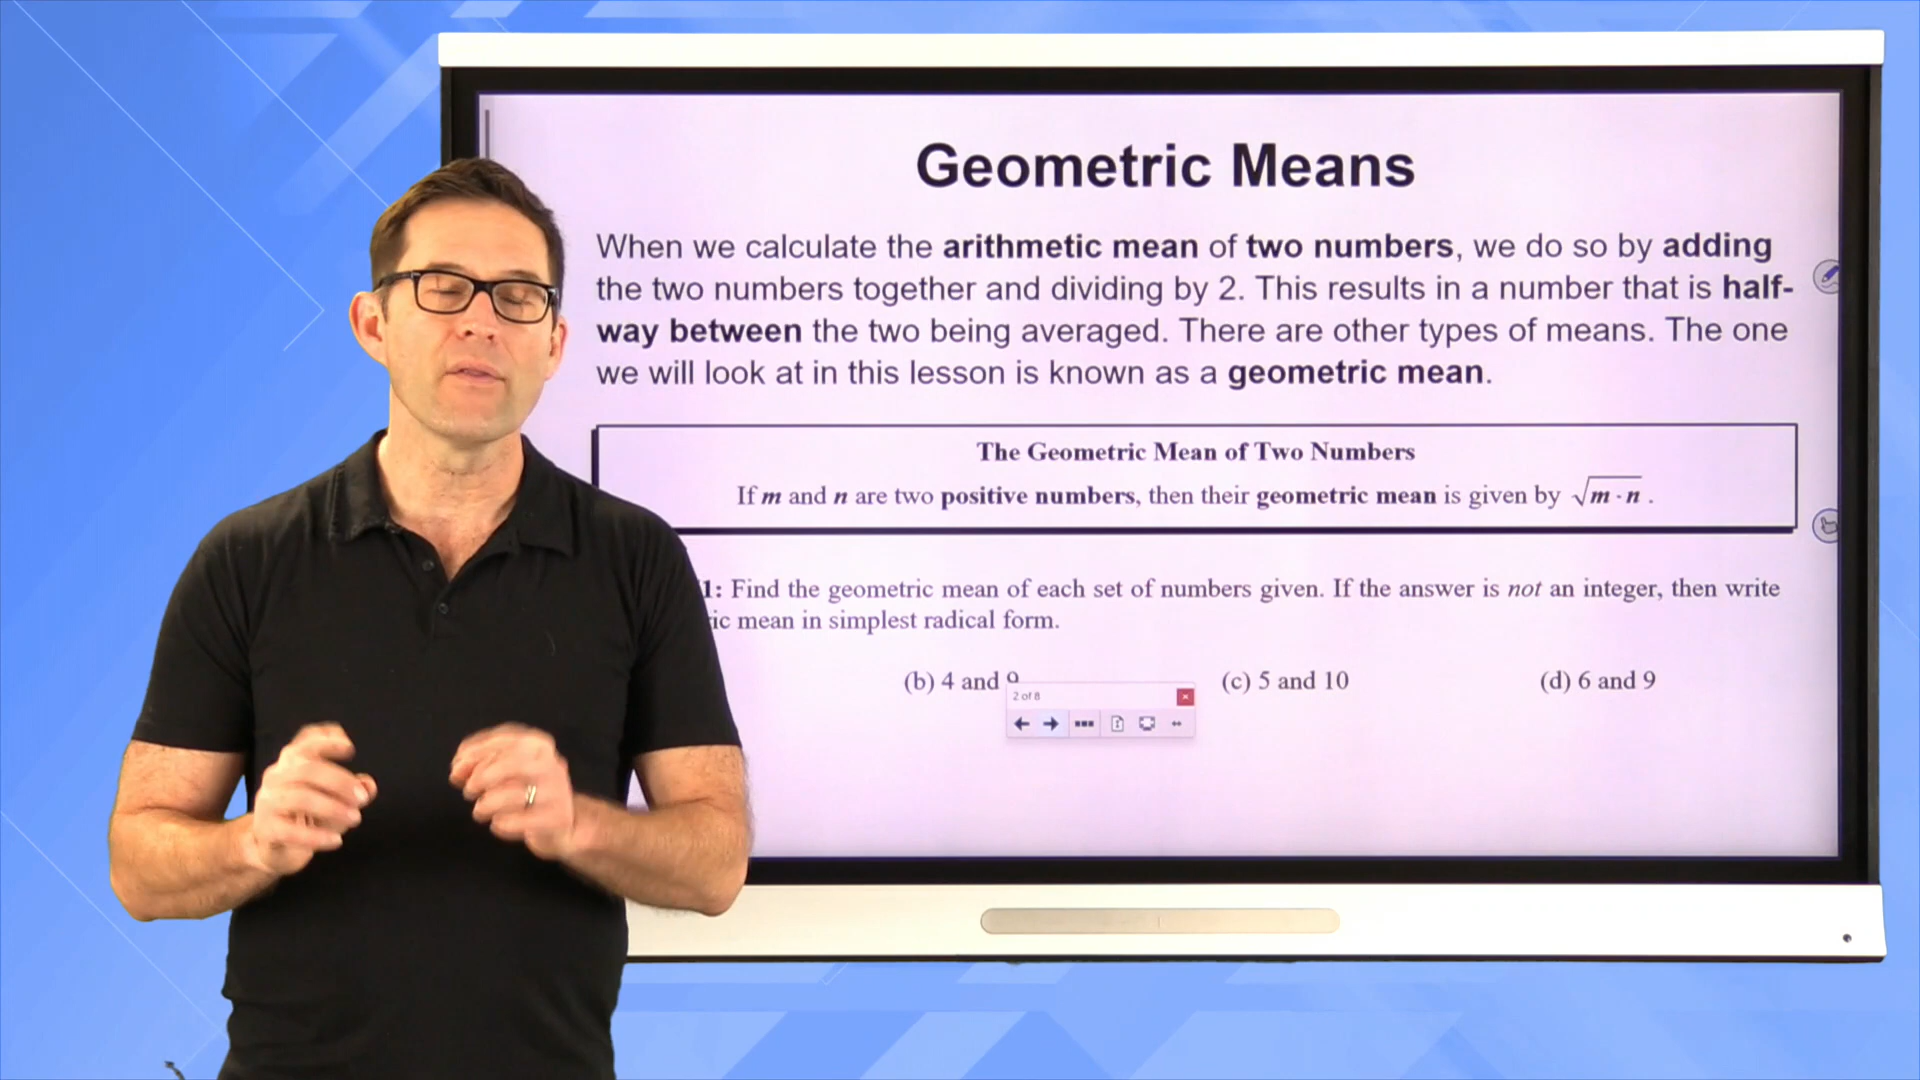 Geometric Means
When we calculate the arithmetic mean of two numbers, we do so by adding
the two numbers together and dividing by 2. This results in a number that is half-
way between the two being averaged. There are other types of means. The one
we will look at in this lesson is known as a geometric mean.
The Geometric Mean of Two Numbers
If m and n are two positive numbers, then their geometric mean is given by √m · n .
1: Find the geometric mean of each set of numbers given. If the answer is not an integer, then write
ic mean in simplest radical form.
(b) 4 and 9
(c) 5 and 10
(d) 6 and 9
2 of 8